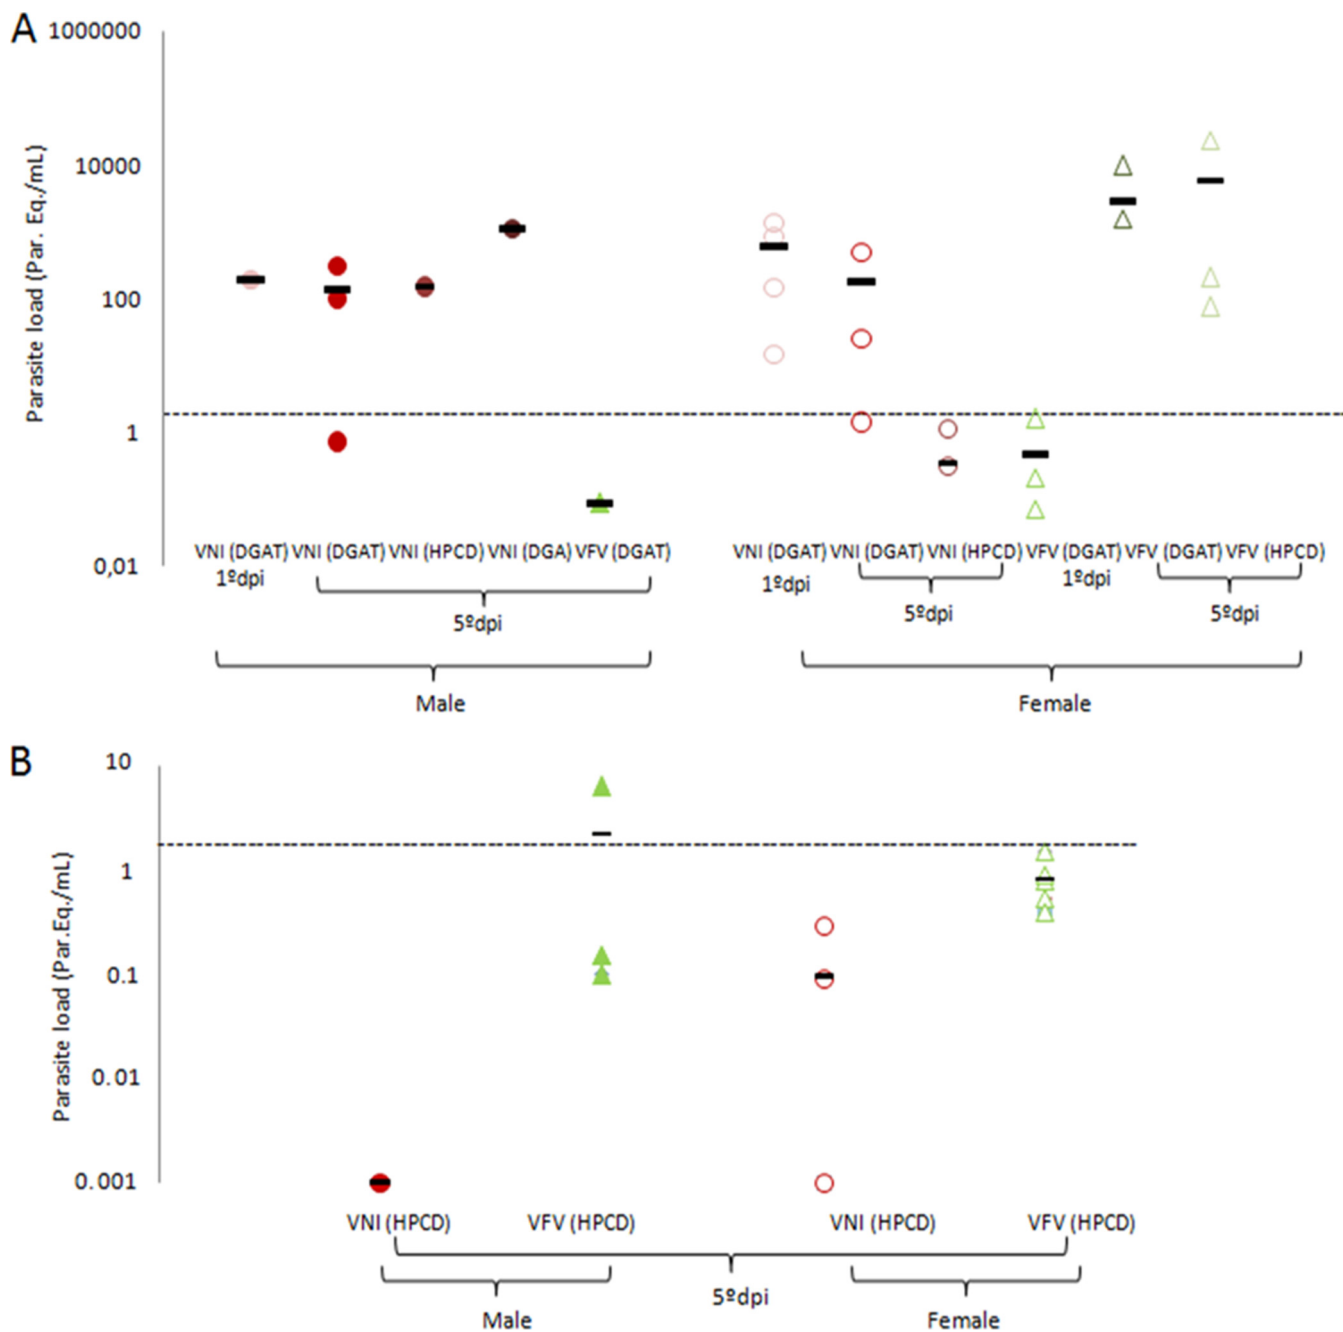 A
1000000
10000
100
1
0,01
Parasite load (Par. Eq./mL)
VNI (DGAT) VNI (DGAT) VNI (HPCD) VNI (DGA) VFV (DGAT)
1ºdpi
5ºdpi
Male
VNI (DGAT) VNI (DGAT) VNI (HPCD) VFV (DGAT) VFV (DGAT) VFV (HPCD)
1ºdpi
5ºdpi
1ºdpi
5ºdpi
Female
B
10
1
0.1
0.01
0.001
Parasite load (Par.Eq./mL)
VNI (HPCD)
VFV (HPCD)
VNI (HPCD)
VFV (HPCD)
5ºdpi
Male
Female